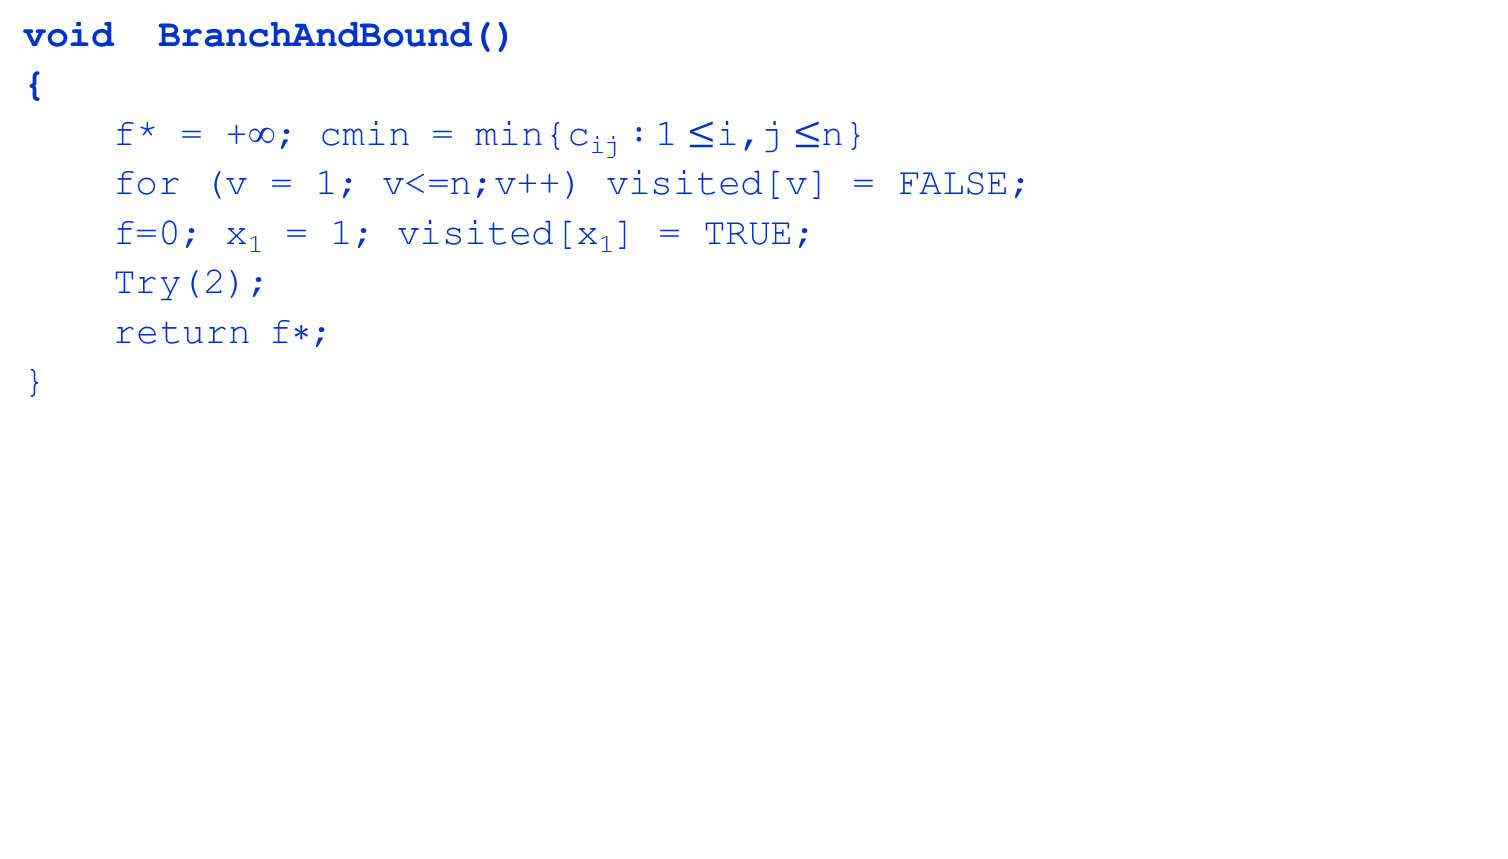 void BranchAndBound()
{
f* = +∞; cmin = min{cij : 1 ≤i,j ≤n}
for (v = 1; v<=n;v++) visited[v] = FALSE;
f=0; x1 = 1; visited[x1] = TRUE;
Try(2);
return f*;
}